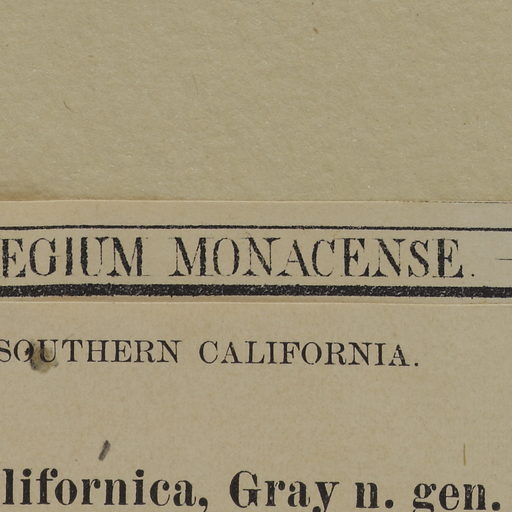 EGIUM MONACENSE.
SOUTHERN CALIFORNIA.
lifornica, Gray n. gen.